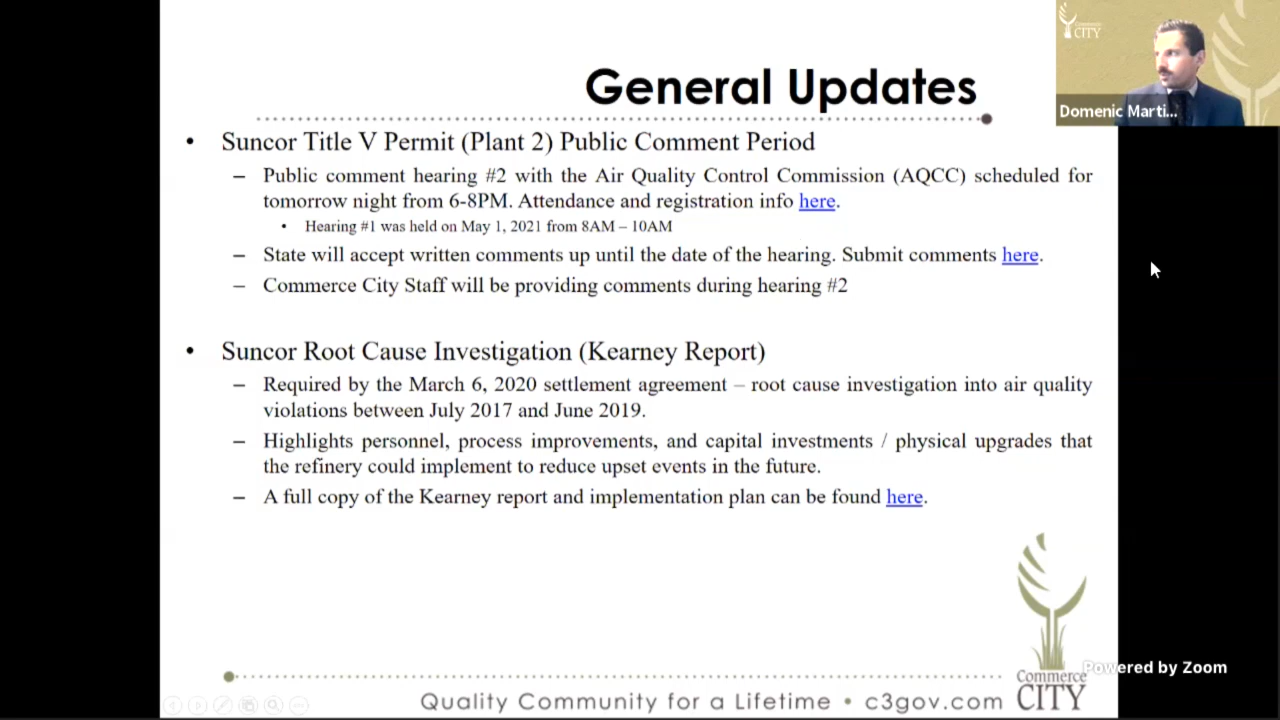 General Updates
Commerce
CITY
Domenic Marti...
• Suncor Title V Permit (Plant 2) Public Comment Period
– Public comment hearing #2 with the Air Quality Control Commission (AQCC) scheduled for
tomorrow night from 6-8PM. Attendance and registration info here.
• Hearing #1 was held on May 1, 2021 from 8AM – 10AM
– State will accept written comments up until the date of the hearing. Submit comments here.
– Commerce City Staff will be providing comments during hearing #2
• Suncor Root Cause Investigation (Kearney Report)
– Required by the March 6, 2020 settlement agreement – root cause investigation into air quality
violations between July 2017 and June 2019.
– Highlights personnel, process improvements, and capital investments / physical upgrades that
the refinery could implement to reduce upset events in the future.
– A full copy of the Kearney report and implementation plan can be found here.
Powered by Zoom
Commerce
CITY
Quality Community for a Lifetime • c3gov.com